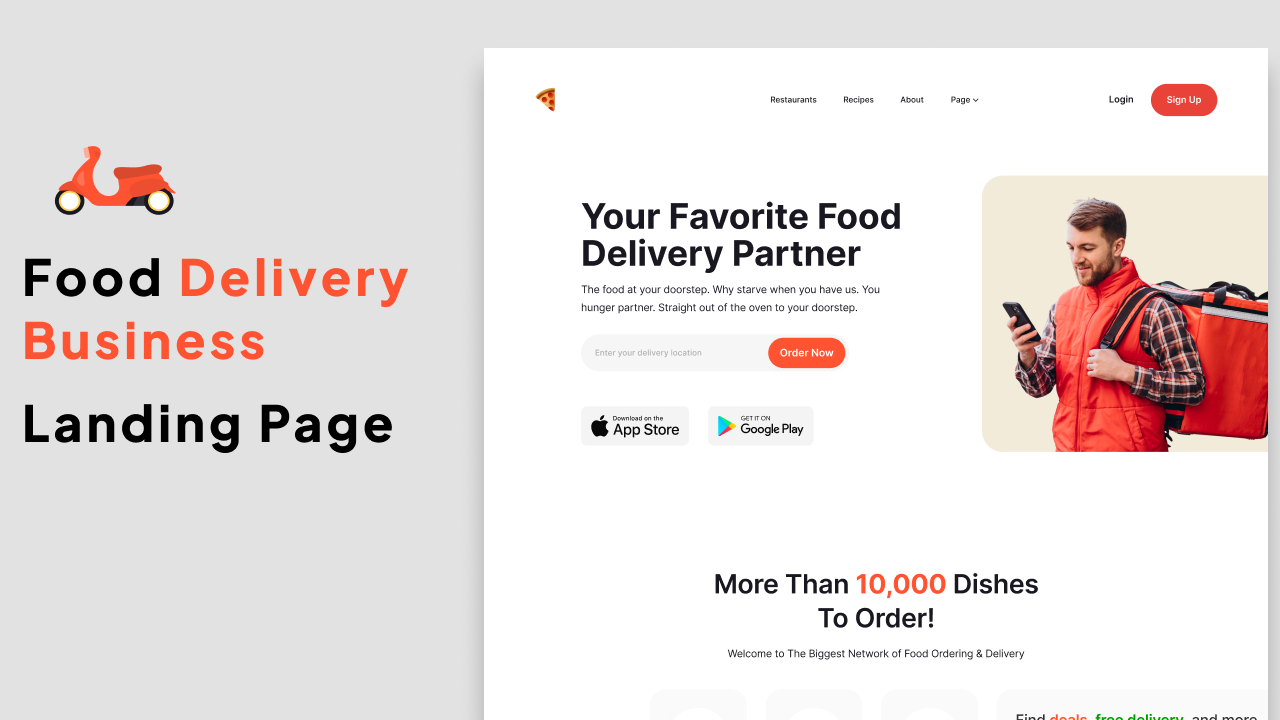 Food Delivery
Business
Landing Page
Restaurants
Recipes
About
Page
Login
Sign Up
Your Favorite Food
Delivery Partner
The food at your doorstep. Why starve when you have us. You
hunger partner. Straight out of the oven to your doorstep.
Enter your delivery location
Order Now
Download on the
App Store
GET IT ON
Google Play
More Than 10,000 Dishes
To Order!
Welcome to The Biggest Network of Food Ordering & Delivery
Find deals, free delivery, and more